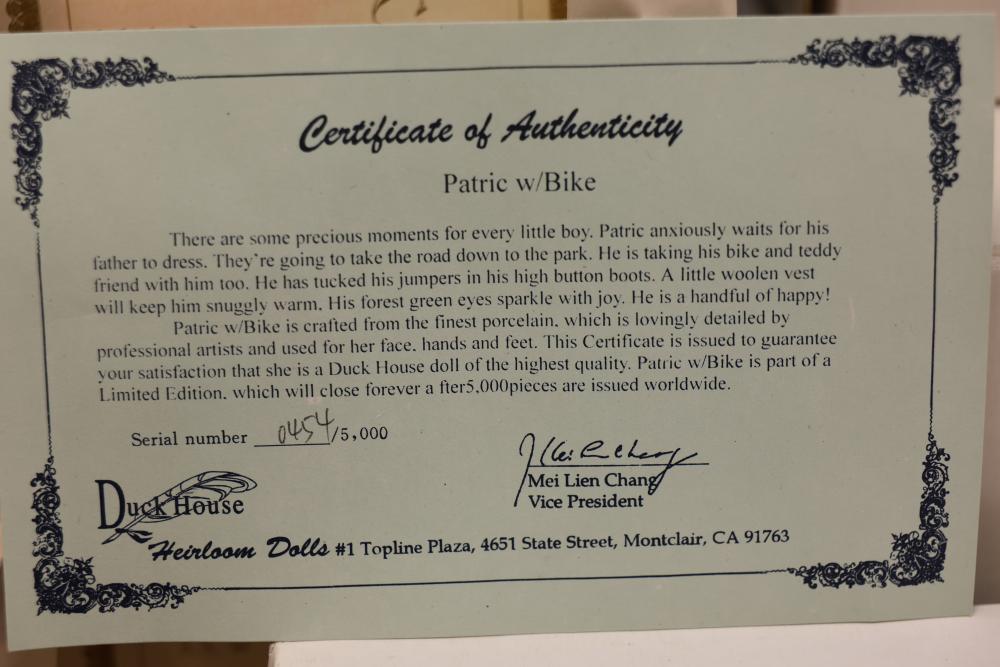 Certificate of Authenticity
Patric w/Bike
There are some precious moments for every little boy. Patric anxiously waits for his
father to dress. They're going to take the road down to the park. He is taking his bike and teddy
friend with him too. He has tucked his jumpers in his high button boots. A little woolen vest
will keep him snuggly warm. His forest green eyes sparkle with joy. He is a handful of happy!
Patric w/Bike is crafted from the finest porcelain, which is lovingly detailed by
professional artists and used for her face, hands and feet. This Certificate is issued to guarantee
your satisfaction that she is a Duck House doll of the highest quality. Patric w/Bike is part of a
Limited Edition, which will close forever a fter5,000pieces are issued worldwide.
Serial number 0454/5,000
Mei Lien Chang
Vice President
Duck House
Heirloom Dolls #1 Topline Plaza, 4651 State Street, Montclair, CA 91763